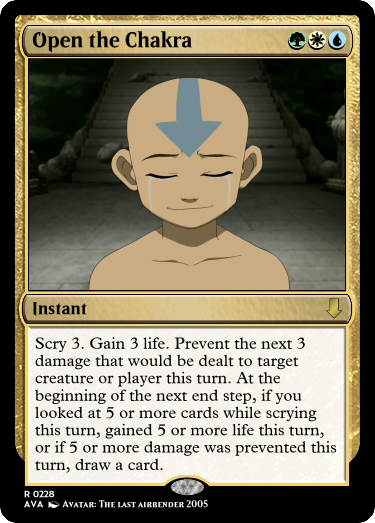 Open the Chakra
Instant
Scry 3. Gain 3 life. Prevent the next 3
damage that would be dealt to target
creature or player this turn. At the
beginning of the next end step, if you
looked at 5 or more cards while scrying
this turn, gained 5 or more life this turn,
or if 5 or more damage was prevented this
turn, draw a card.
R 0228
AVA Avatar: The last airbender 2005